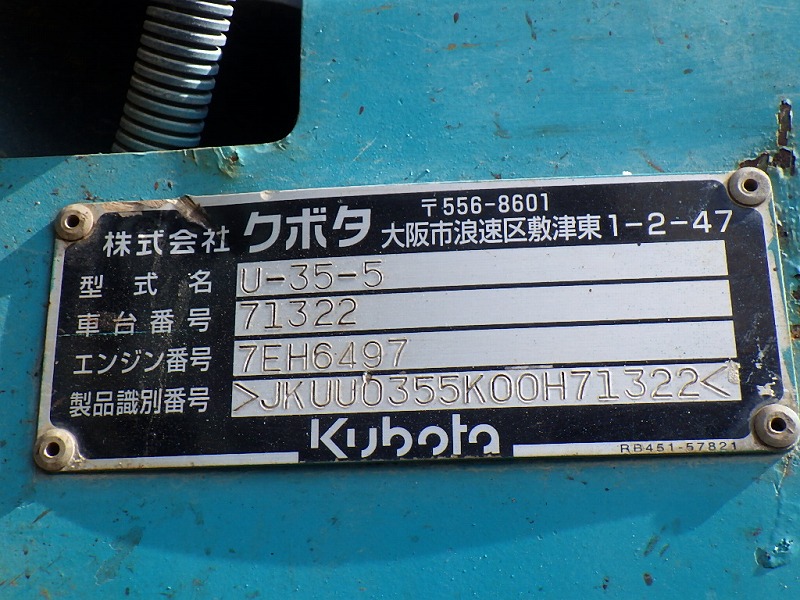 株式会社 クボタ 〒556-8601 大阪市浪速区敷津東1-2-47
型式名 U-35-5
車台番号 71322
エンジン番号 7EH6497
製品識別番号 >JKUU0355K00H71322<
Kubota
RB451-57821